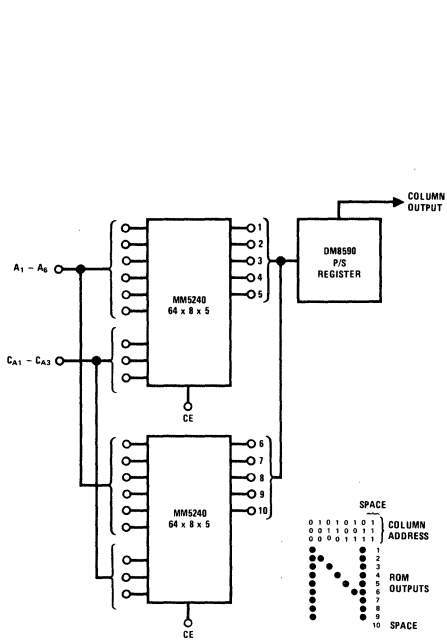 COLUMN
OUTPUT
DM8590
P/S
REGISTER
A1 – A6
MM5240
64 x 8 x 5
1
2
3
4
5
CA1 – CA3
CE
MM5240
64 x 8 x 5
6
7
8
9
10
CE
SPACE
0 1 0 1 0 1 0 1
0 0 1 1 0 0 1 1
0 0 0 0 1 1 1 1
COLUMN
ADDRESS
1
2
3
4
5
6
7
8
9
10
ROM
OUTPUTS
SPACE